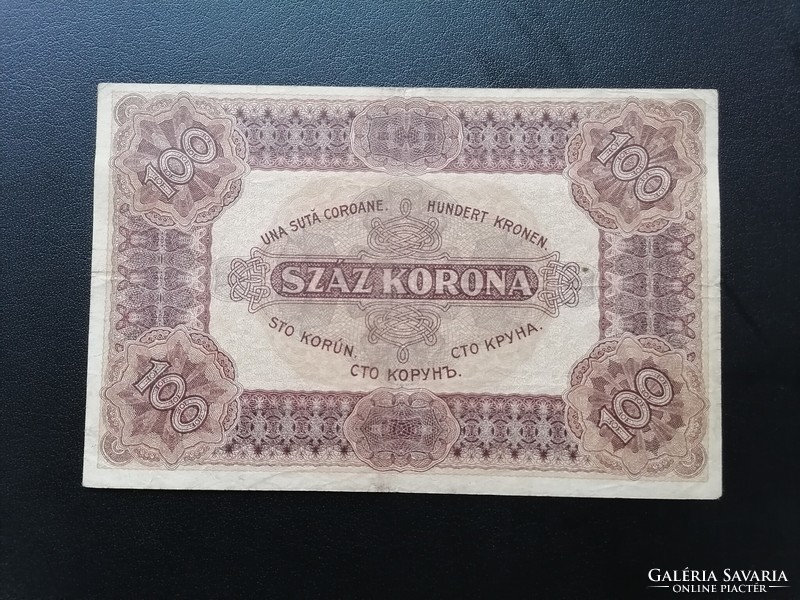 100
100
UNA SUTĂ COROANE. HUNDERT KRONEN.
SZÁZ KORONA
STO KORÚN. СТО КРУНА.
СТО КОРУНЪ.
100
100
GALÉRIA SAVARIA
ONLINE PIACTÉR